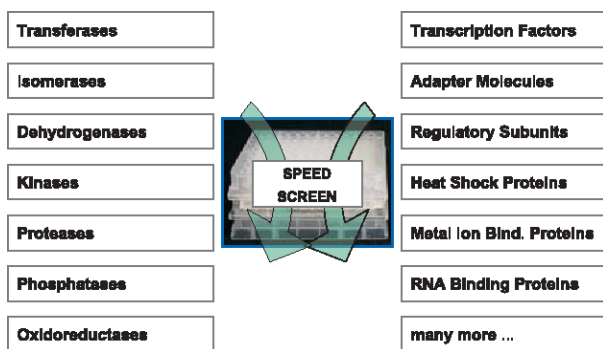 Transferases
Isomerases
Dehydrogenases
Kinases
Proteases
Phosphatases
Oxidoreductases
SPEED
SCREEN
Transcription Factors
Adapter Molecules
Regulatory Subunits
Heat Shock Proteins
Metal Ion Bind. Proteins
RNA Binding Proteins
many more ...